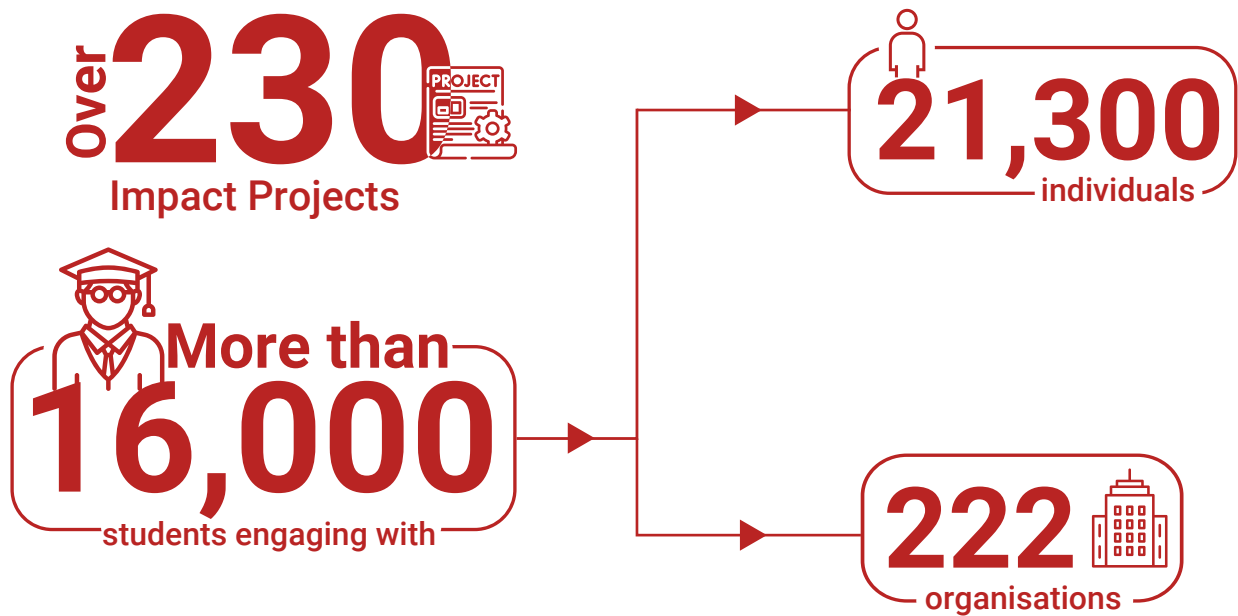 Over 230
PROJECT
Impact Projects
More than
16,000
students engaging with
21,300
individuals
222
organisations